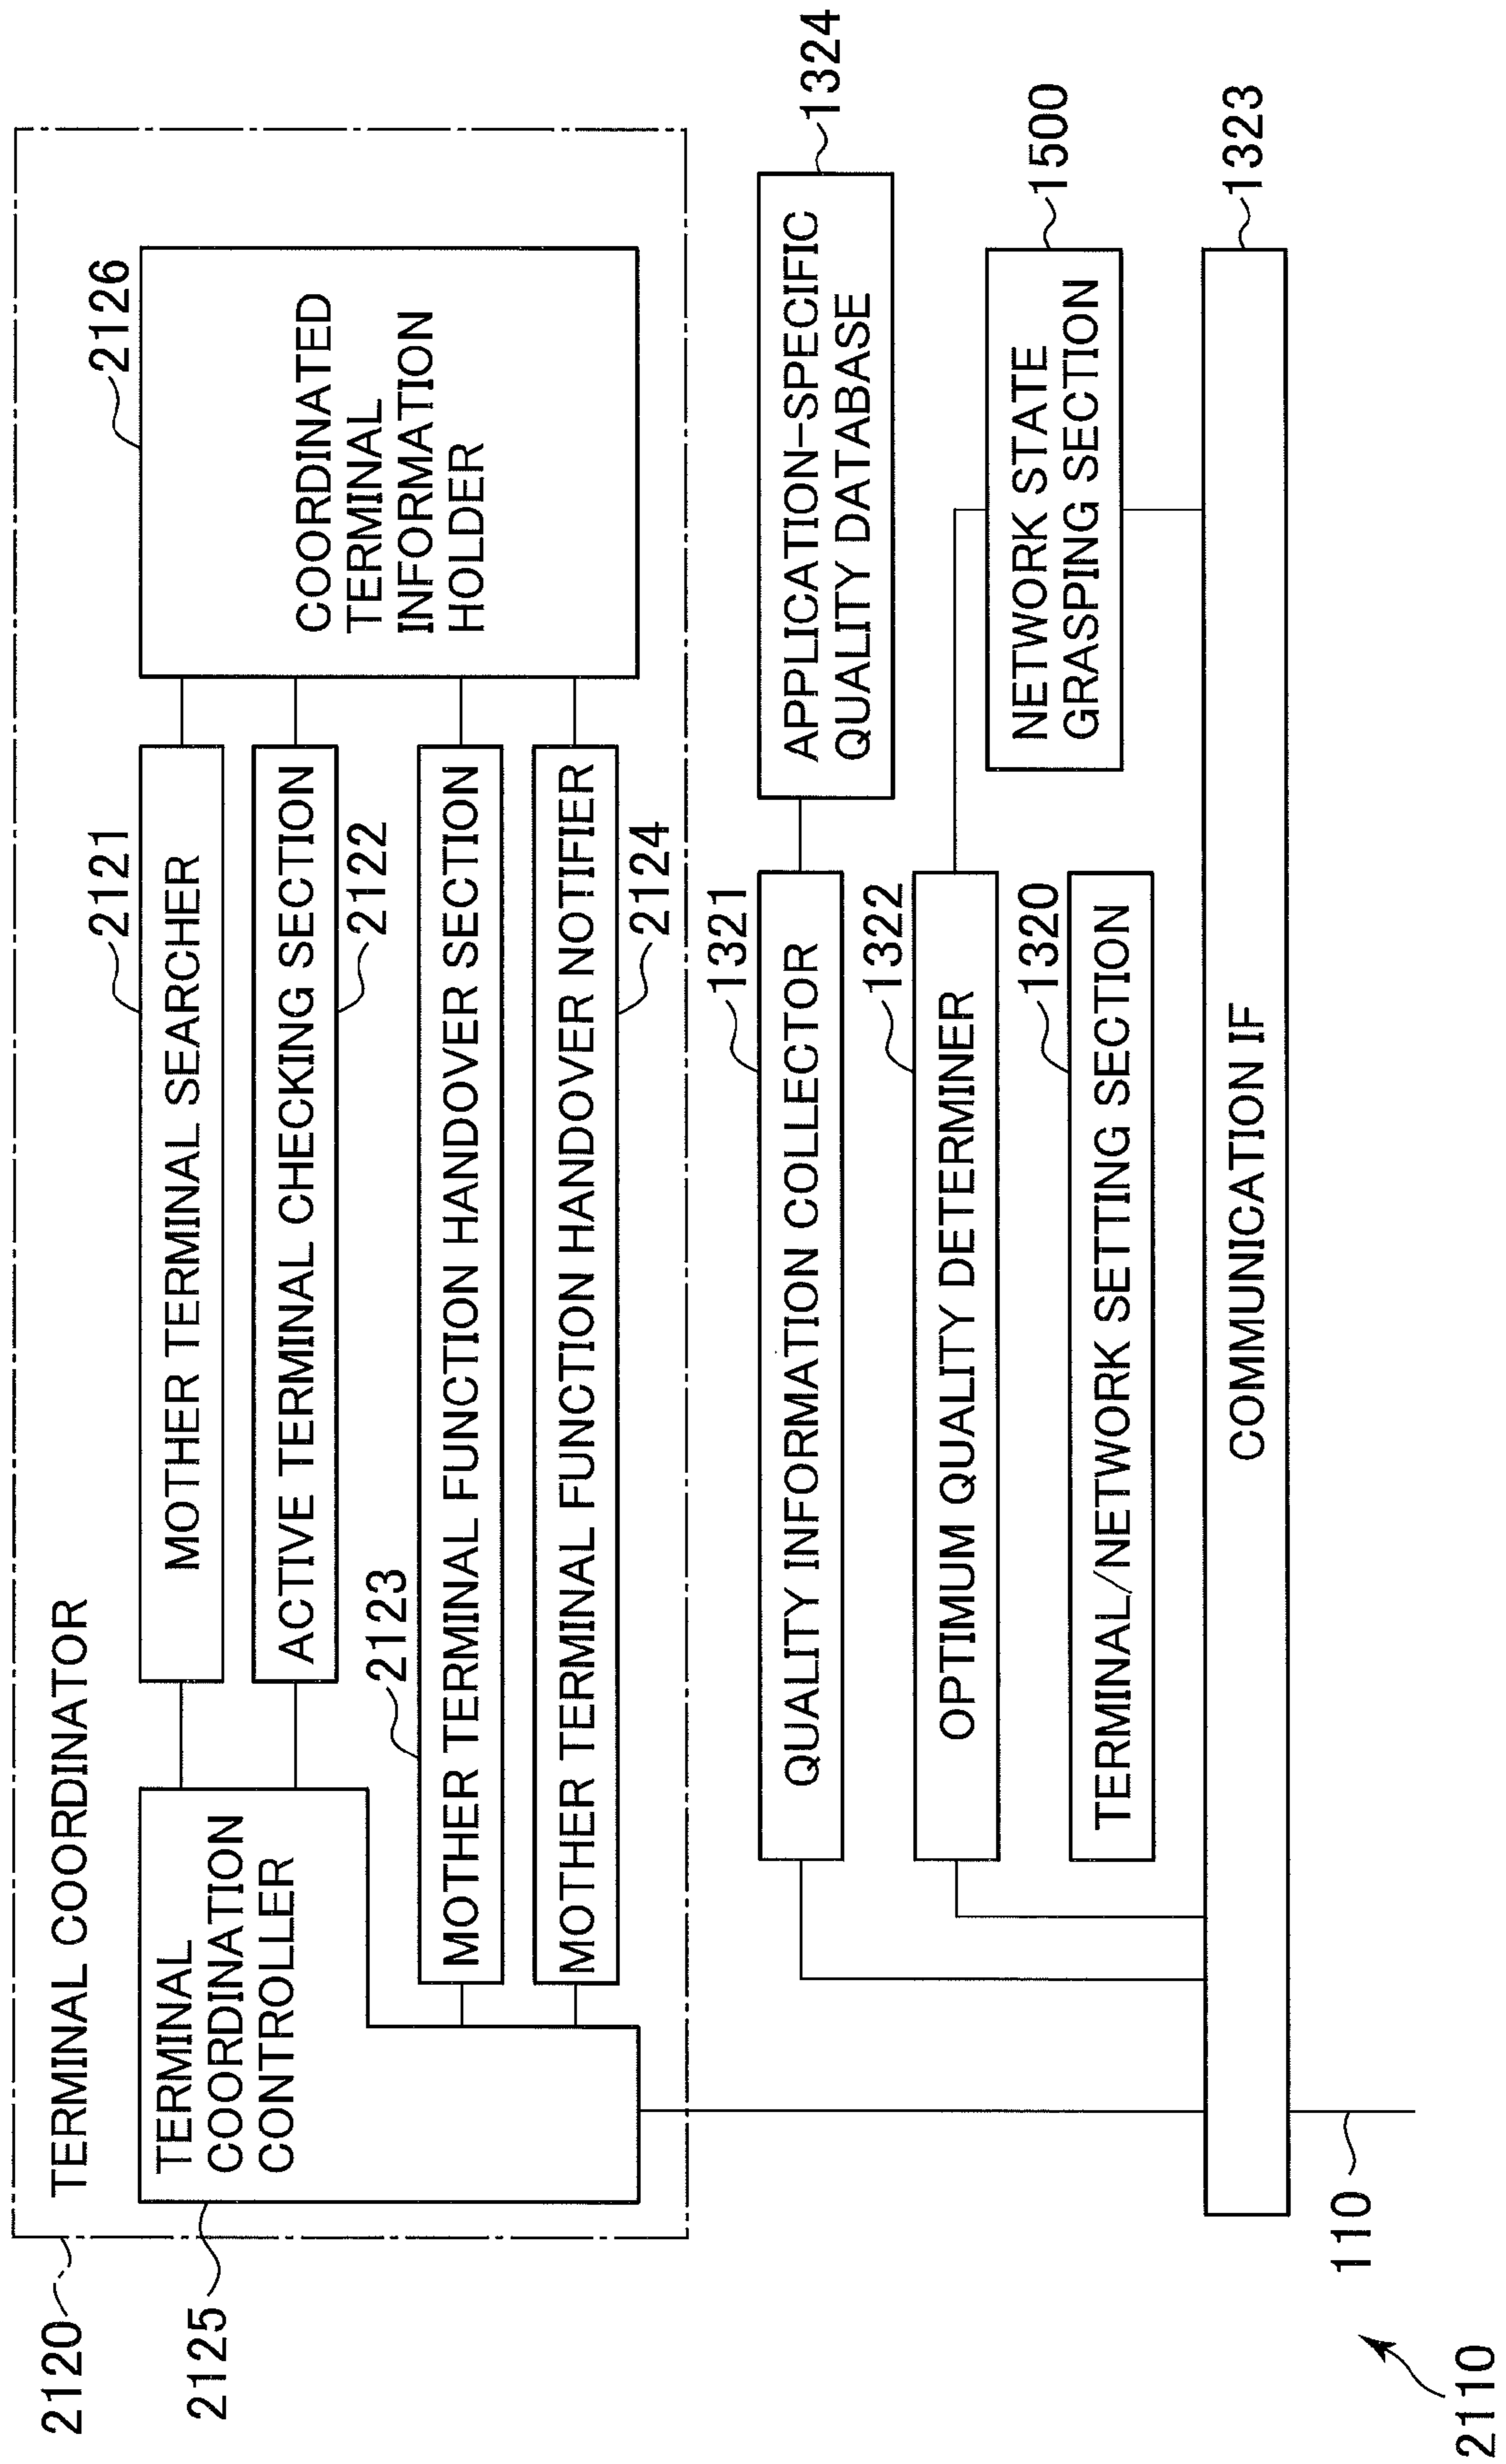 2120
TERMINAL COORDINATOR
2125
TERMINAL
COORDINATION
CONTROLLER
2121
MOTHER TERMINAL SEARCHER
ACTIVE TERMINAL CHECKING SECTION
2122
2123
MOTHER TERMINAL FUNCTION HANDOVER SECTION
MOTHER TERMINAL FUNCTION HANDOVER NOTIFIER
2124
2126
COORDINATED
TERMINAL
INFORMATION
HOLDER
1321
QUALITY INFORMATION COLLECTOR
1324
APPLICATION-SPECIFIC
QUALITY DATABASE
1322
OPTIMUM QUALITY DETERMINER
1500
NETWORK STATE
GRASPING SECTION
1320
TERMINAL/NETWORK SETTING SECTION
1323
COMMUNICATION IF
110
2110